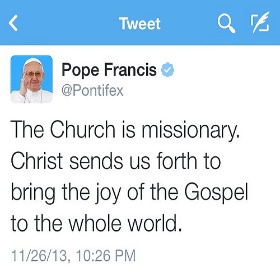 Tweet
Pope Francis
@Pontifex
The Church is missionary.
Christ sends us forth to
bring the joy of the Gospel
to the whole world.
11/26/13, 10:26 PM